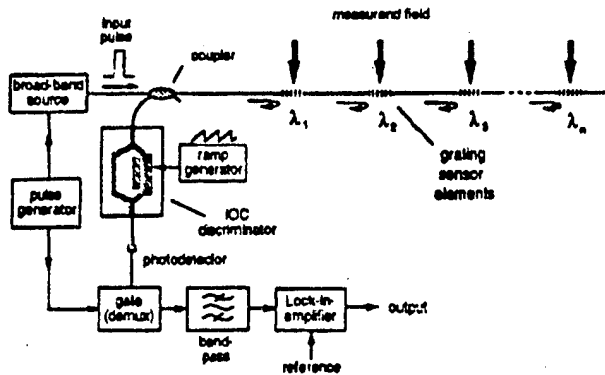 input
pulse
measurand field
coupler
broad-band
source
λ1
λ2
λ3
λn
ramp
generator
grating
sensor
elements
pulse
generator
IOC
discriminator
photodetector
gate
(demux)
Lock-in-
amplifier
output
band-
pass
reference